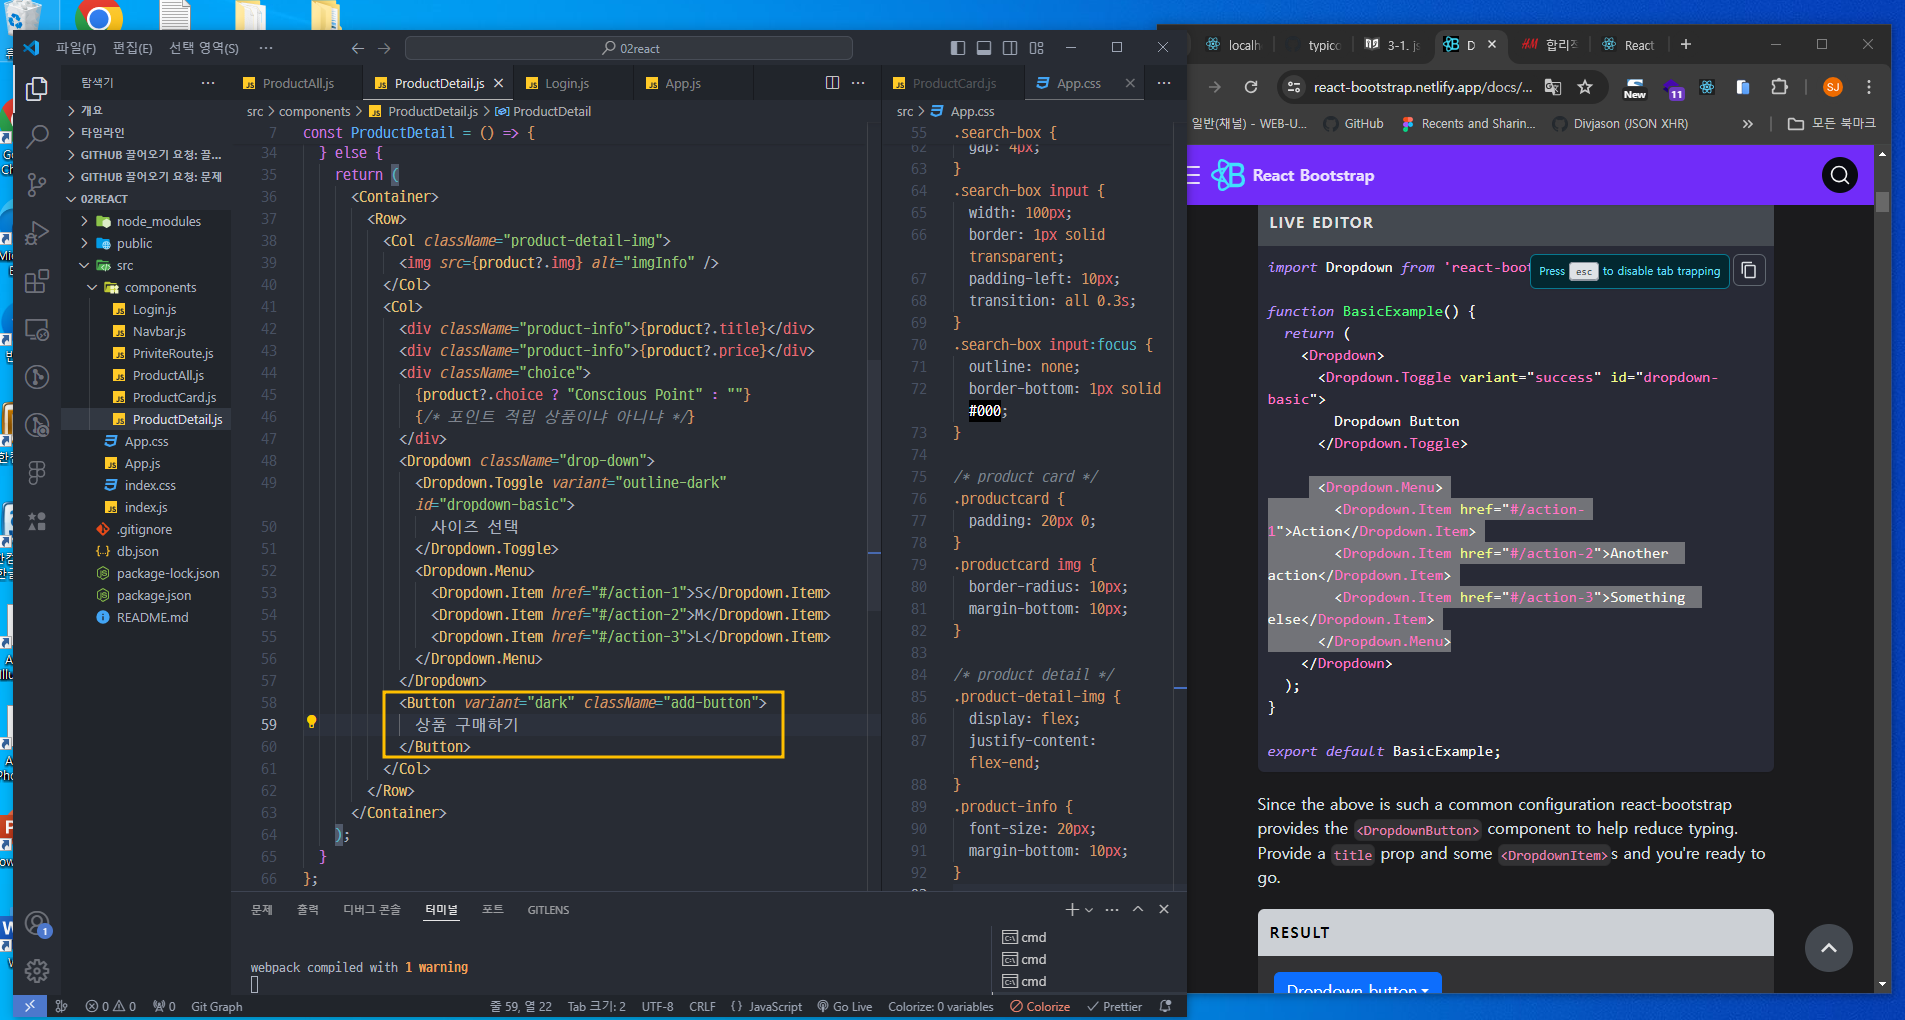 파일(F) 편집(E) 선택 영역(S) ··· 02react
탐색기 ···
개요
타임라인
GITHUB 끌어오기 요청: 끌...
GITHUB 끌어오기 요청: 문제
02REACT
node_modules
public
src
components
Login.js
Navbar.js
PriviteRoute.js
ProductAll.js
ProductCard.js
ProductDetail.js
App.css
App.js
index.css
index.js
.gitignore
db.json
package-lock.json
package.json
README.md
ProductAll.js ProductDetail.js Login.js App.js
src > components > ProductDetail.js > ProductDetail
7 const ProductDetail = () => {
34 } else {
35 return (
36 <Container>
37 <Row>
38 <Col className="product-detail-img">
39 <img src={product?.img} alt="imgInfo" />
40 </Col>
41 <Col>
42 <div className="product-info">{product?.title}</div>
43 <div className="product-info">{product?.price}</div>
44 <div className="choice">
45 {product?.choice ? "Conscious Point" : ""}
46 {/* 포인트 적립 상품이냐 아니냐 */}
47 </div>
48 <Dropdown className="drop-down">
49 <Dropdown.Toggle variant="outline-dark"
id="dropdown-basic">
50 사이즈 선택
51 </Dropdown.Toggle>
52 <Dropdown.Menu>
53 <Dropdown.Item href="#/action-1">S</Dropdown.Item>
54 <Dropdown.Item href="#/action-2">M</Dropdown.Item>
55 <Dropdown.Item href="#/action-3">L</Dropdown.Item>
56 </Dropdown.Menu>
57 </Dropdown>
58 <Button variant="dark" className="add-button">
59 상품 구매하기
60 </Button>
61 </Col>
62 </Row>
63 </Container>
64 );
65 }
66 };
ProductCard.js App.css
src > App.css
55 .search-box {
62 gap: 4px;
63 }
64 .search-box input {
65 width: 100px;
66 border: 1px solid
transparent;
67 padding-left: 10px;
68 transition: all 0.3s;
69 }
70 .search-box input:focus {
71 outline: none;
72 border-bottom: 1px solid
#000;
73 }
74
75 /* product card */
76 .productcard {
77 padding: 20px 0;
78 }
79 .productcard img {
80 border-radius: 10px;
81 margin-bottom: 10px;
82 }
83
84 /* product detail */
85 .product-detail-img {
86 display: flex;
87 justify-content:
flex-end;
88 }
89 .product-info {
90 font-size: 20px;
91 margin-bottom: 10px;
92 }
문제 출력 디버그 콘솔 터미널 포트 GITLENS
webpack compiled with 1 warning
cmd
cmd
cmd
0 0 0 Git Graph 줄 59, 열 22 Tab 크기: 2 UTF-8 CRLF {} JavaScript Go Live Colorize: 0 variables Colorize Prettier
1
localh typicc 3-1. js D 합리적 React
react-bootstrap.netlify.app/docs/... New 11 SJ
일반(채널) - WEB-U... GitHub Recents and Sharin... Divjason (JSON XHR) » 모든 북마크
React Bootstrap
LIVE EDITOR
import Dropdown from 'react-boot
Press esc to disable tab trapping
function BasicExample() {
return (
<Dropdown>
<Dropdown.Toggle variant="success" id="dropdown-
basic">
Dropdown Button
</Dropdown.Toggle>
<Dropdown.Menu>
<Dropdown.Item href="#/action-
1">Action</Dropdown.Item>
<Dropdown.Item href="#/action-2">Another
action</Dropdown.Item>
<Dropdown.Item href="#/action-3">Something
else</Dropdown.Item>
</Dropdown.Menu>
</Dropdown>
);
}
export default BasicExample;
Since the above is such a common configuration react-bootstrap
provides the <DropdownButton> component to help reduce typing.
Provide a title prop and some <DropdownItem>s and you're ready to
go.
RESULT
Dropdown button